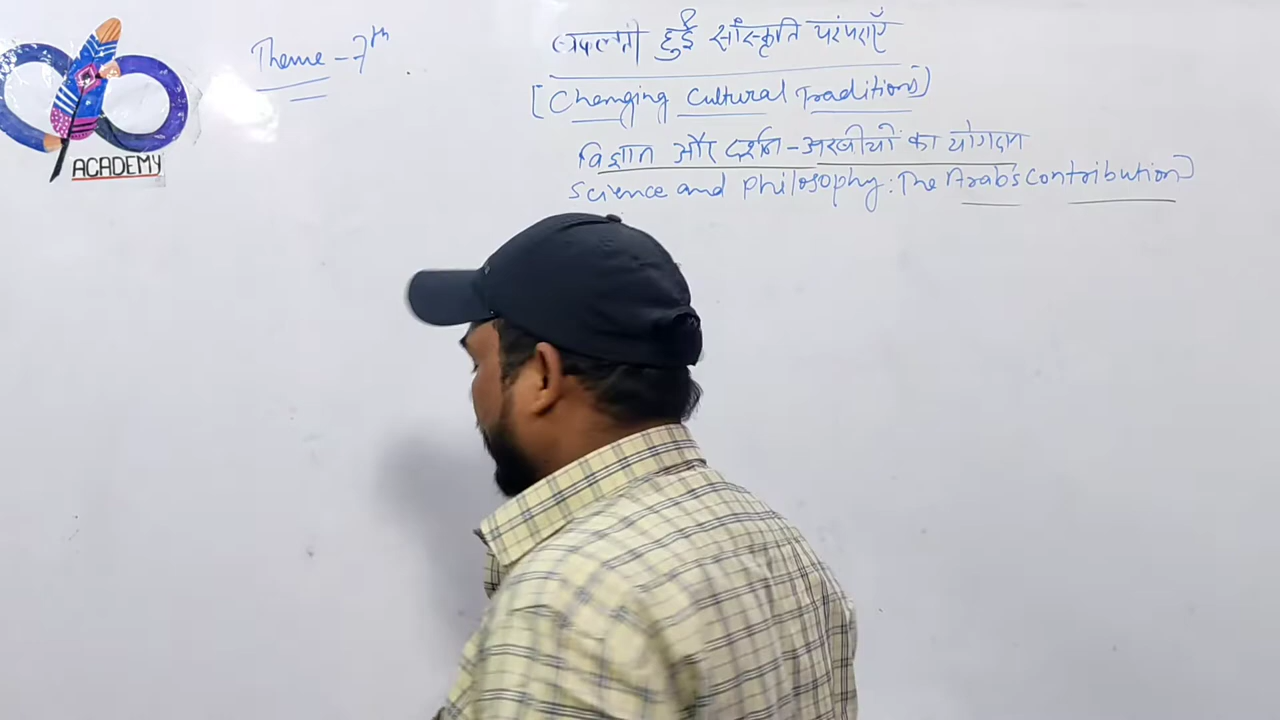 ACADEMY
Theme - 7th
बदलती हुई सांस्कृति परंपराएँ
[Changing Cultural Traditions]
विज्ञान और दर्शन - अरबीयों का योगदान
Science and Philosophy: The Arab's Contribution]